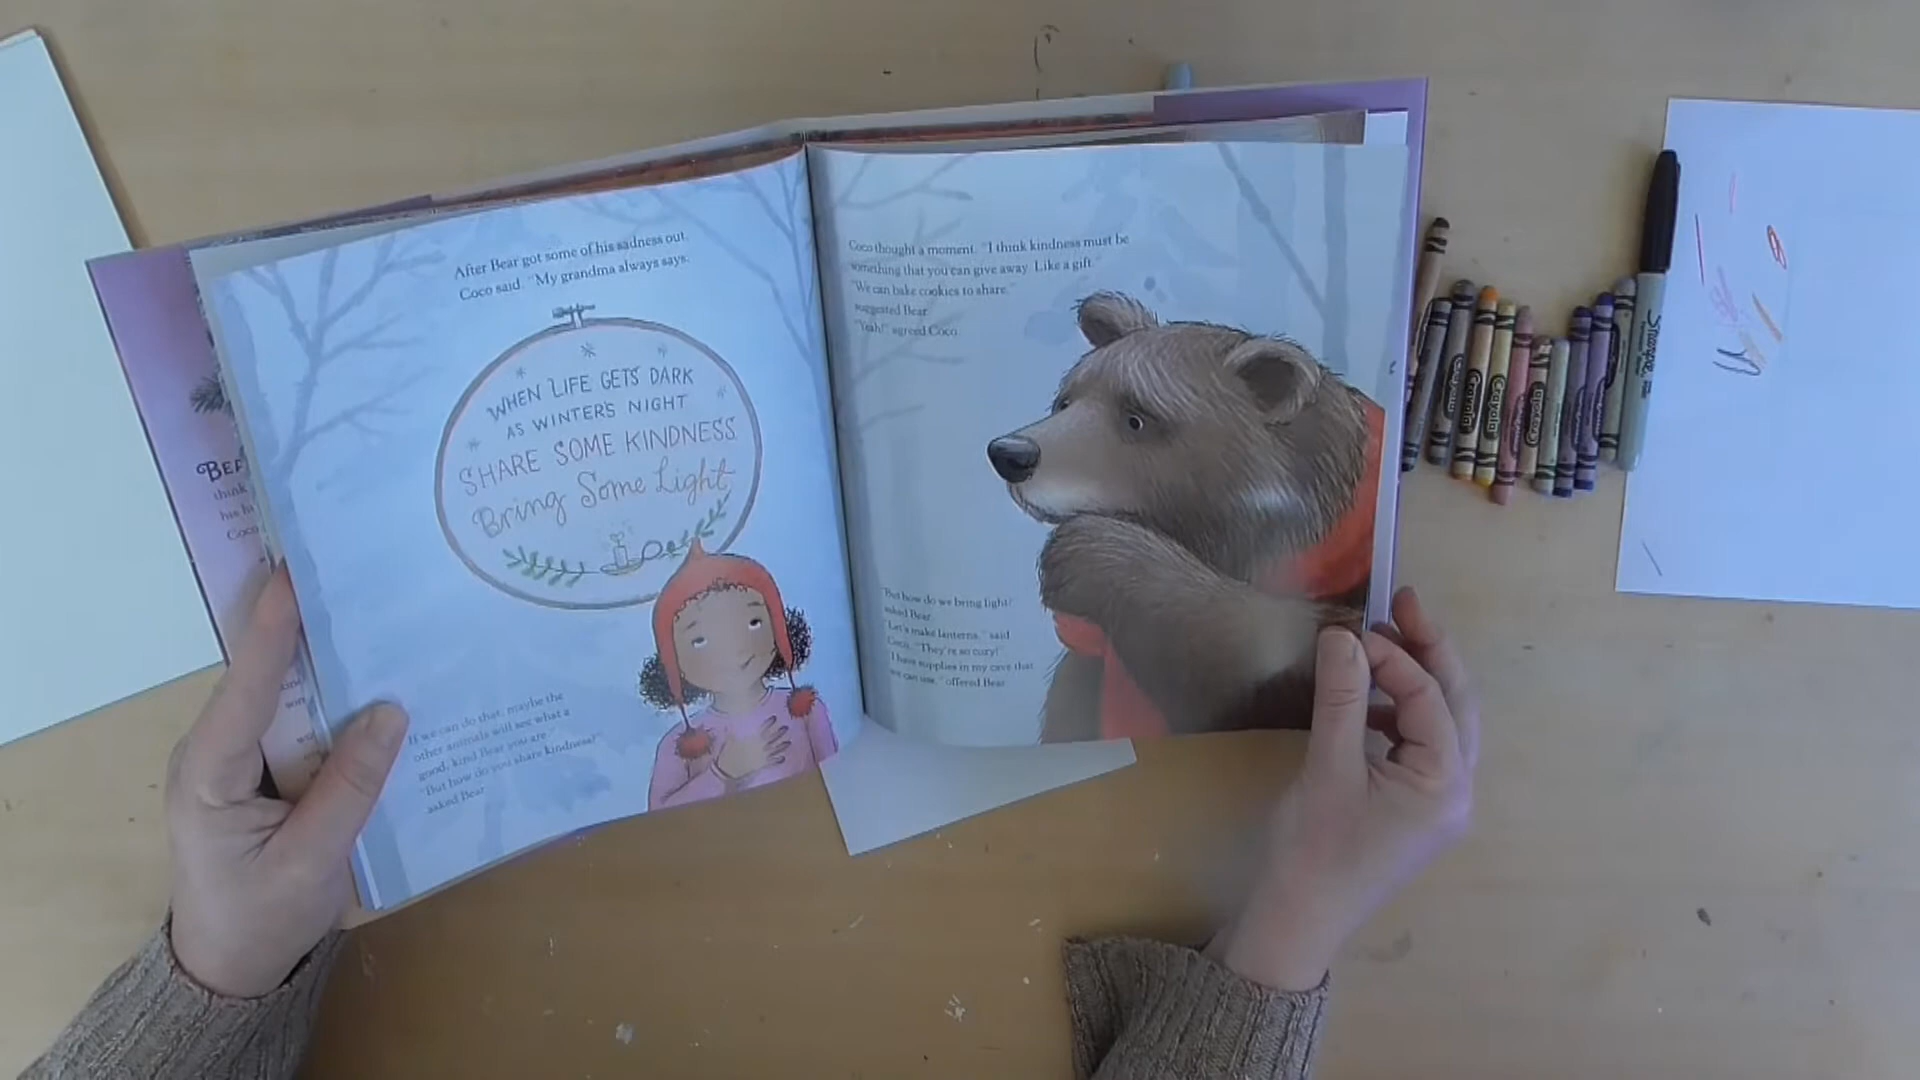 After Bear got some of his sadness out,
Coco said, "My grandma always says,
WHEN LIFE GETS DARK
AS WINTER'S NIGHT
SHARE SOME KINDNESS
Bring Some Light
If we can do that, maybe the
other animals will see what a
good, kind Bear you are."
"But how do you share kindness?"
asked Bear.
Coco thought a moment. "I think kindness must be
something that you can give away. Like a gift."
"We can bake cookies to share,"
suggested Bear.
"Yeah!" agreed Coco.
"But how do we bring light?"
asked Bear.
"Let's make lanterns," said
Coco. "They're so cozy!"
"I have supplies in my cave that
we can use," offered Bear.
think
his
Coco
Crayola
Crayola
Crayola
Sharpie